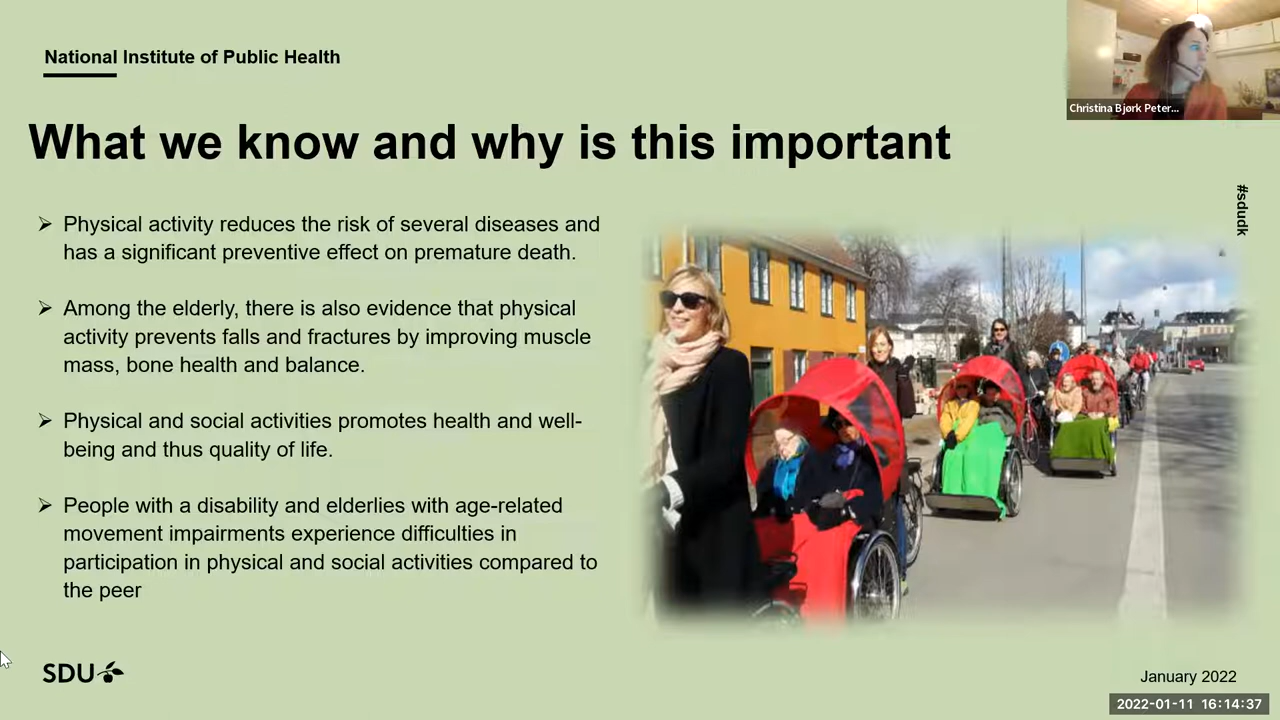 National Institute of Public Health
Christina Bjørk Peter...
What we know and why is this important
#sdudk
Physical activity reduces the risk of several diseases and
has a significant preventive effect on premature death.
Among the elderly, there is also evidence that physical
activity prevents falls and fractures by improving muscle
mass, bone health and balance.
Physical and social activities promotes health and well-
being and thus quality of life.
People with a disability and elderlies with age-related
movement impairments experience difficulties in
participation in physical and social activities compared to
the peer
SDU
January 2022
2022-01-11 16:14:37